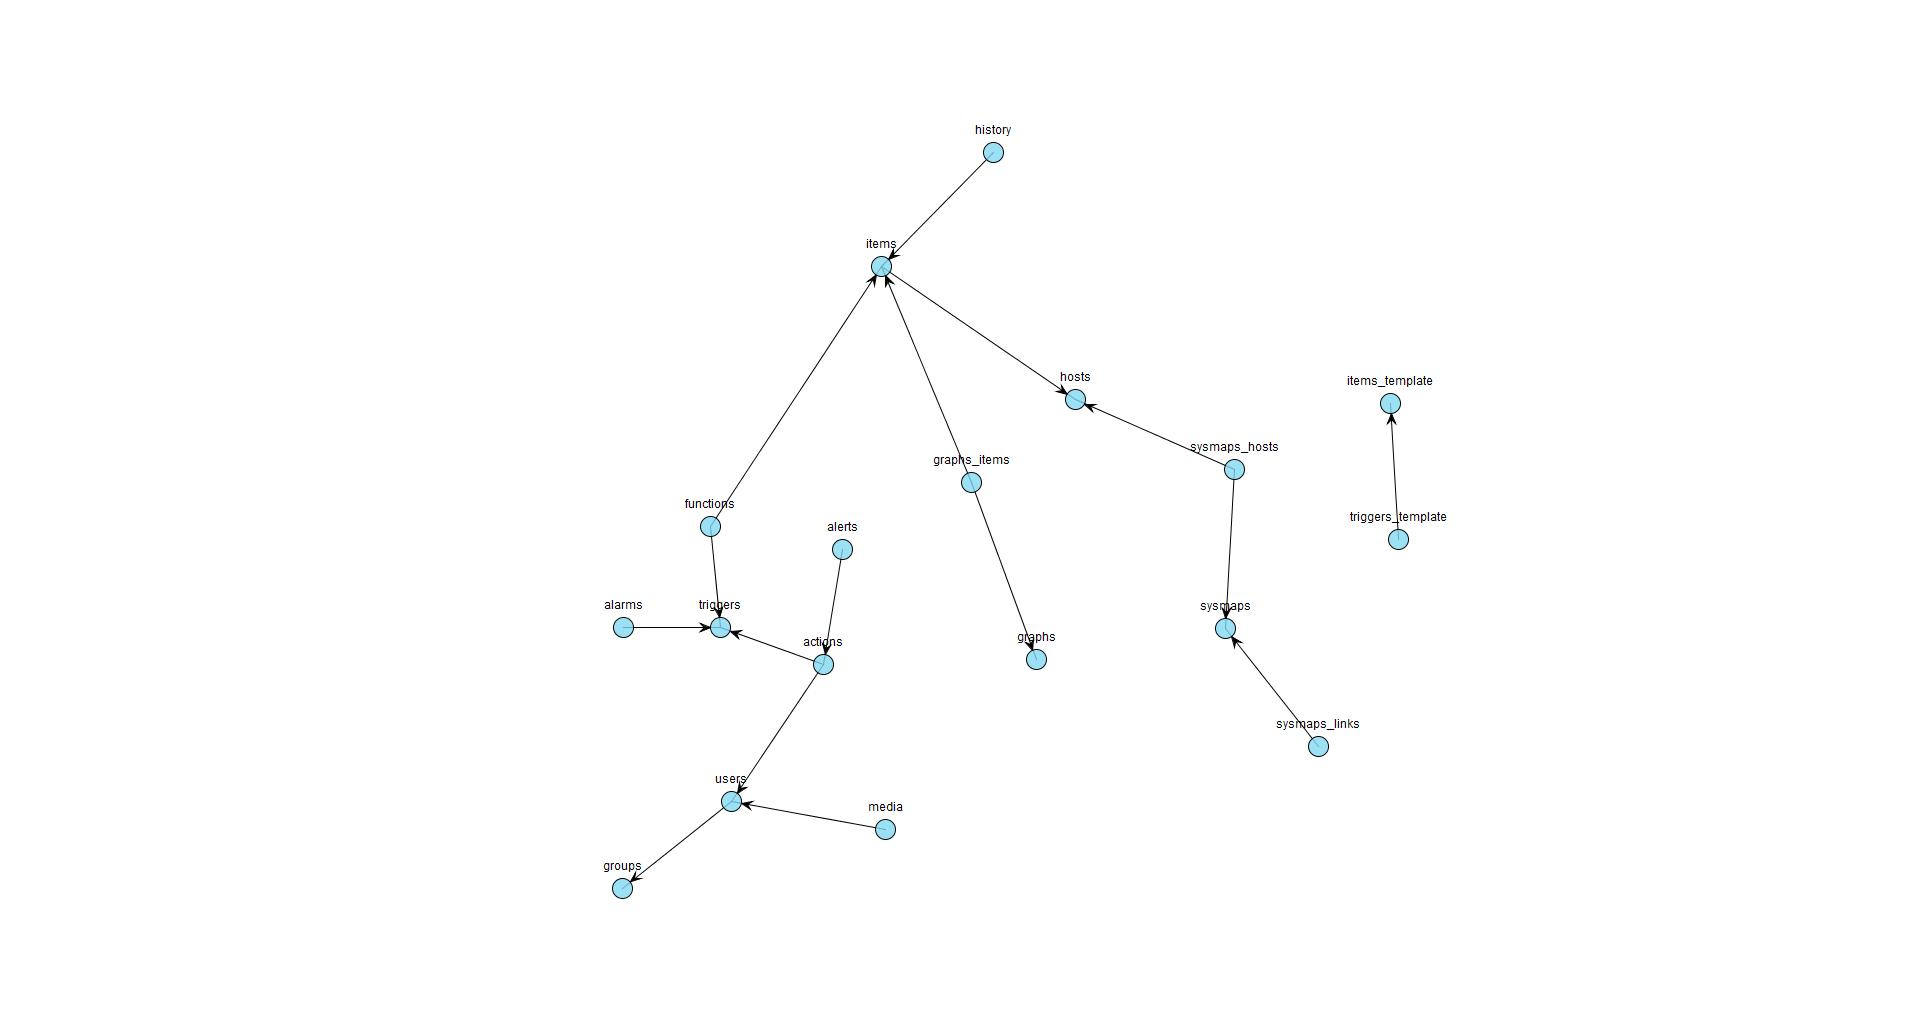 history
items
hosts
items_template
sysmaps_hosts
graphs_items
functions
triggers_template
alerts
alarms
triggers
sysmaps
graphs
actions
sysmaps_links
users
media
groups